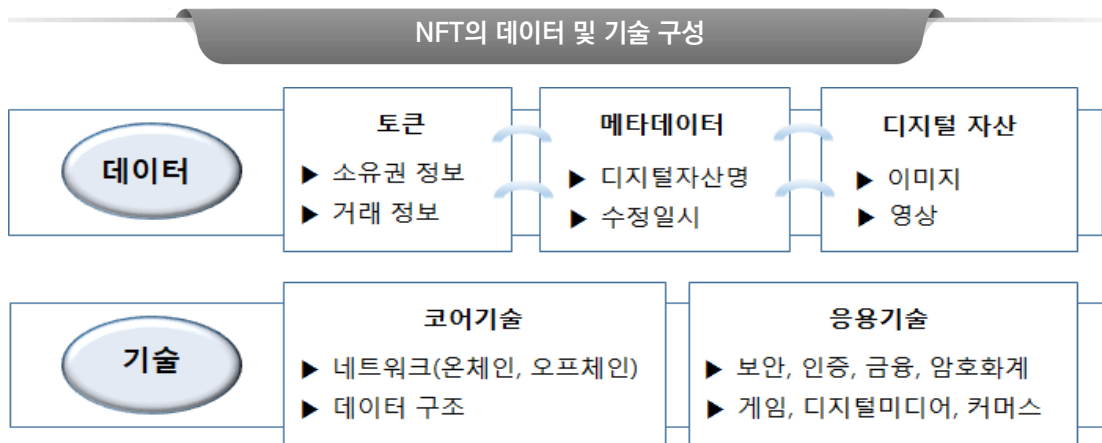 NFT의 데이터 및 기술 구성
데이터
토큰
▶ 소유권 정보
▶ 거래 정보
메타데이터
▶ 디지털자산명
▶ 수정일시
디지털 자산
▶ 이미지
▶ 영상
기술
코어기술
▶ 네트워크(온체인, 오프체인)
▶ 데이터 구조
응용기술
▶ 보안, 인증, 금융, 암호화계
▶ 게임, 디지털미디어, 커머스